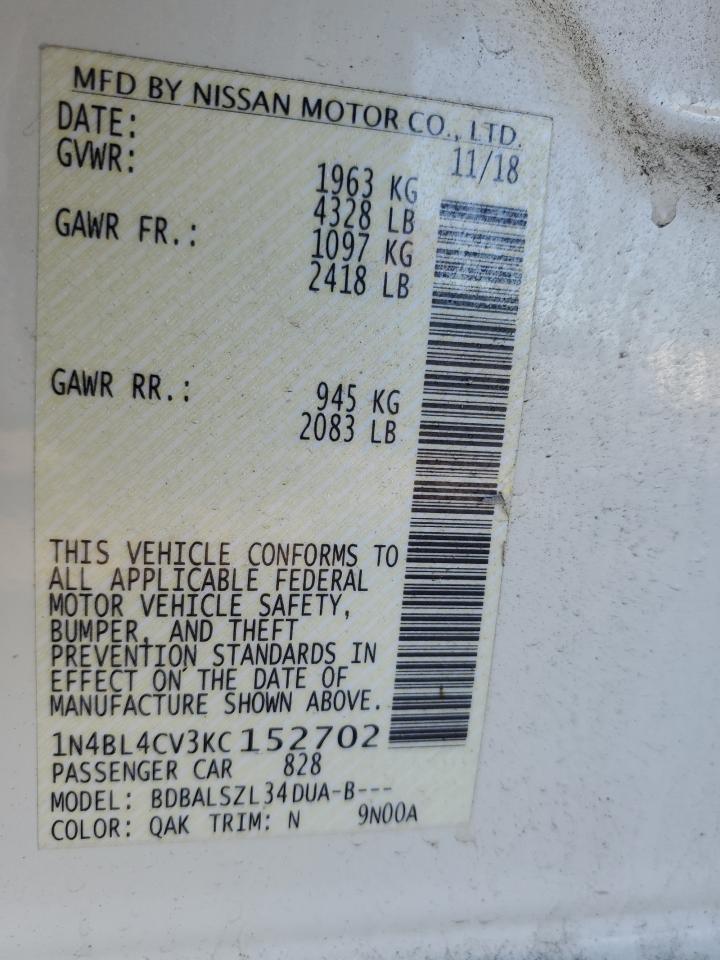 MFD BY NISSAN MOTOR CO., LTD.
DATE: 11/18
GVWR: 1963 KG
4328 LB
GAWR FR.: 1097 KG
2418 LB
GAWR RR.: 945 KG
2083 LB
THIS VEHICLE CONFORMS TO
ALL APPLICABLE FEDERAL
MOTOR VEHICLE SAFETY,
BUMPER, AND THEFT
PREVENTION STANDARDS IN
EFFECT ON THE DATE OF
MANUFACTURE SHOWN ABOVE.
1N4BL4CV3KC152702
PASSENGER CAR 828
MODEL: BDBALSZL34DUA-B---
COLOR: QAK TRIM: N 9N00A